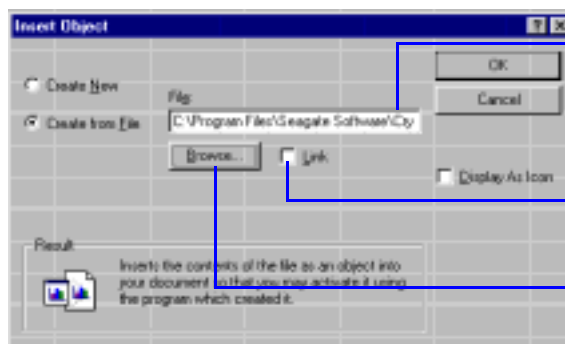 Insert Object
Create New
Create from File
File:
C:\Program Files\Seagate Software\Cry
Browse...
Link
OK
Cancel
Display As Icon
Result
Inserts the contents of the file as an object into
your document so that you may activate it using
the program which created it.